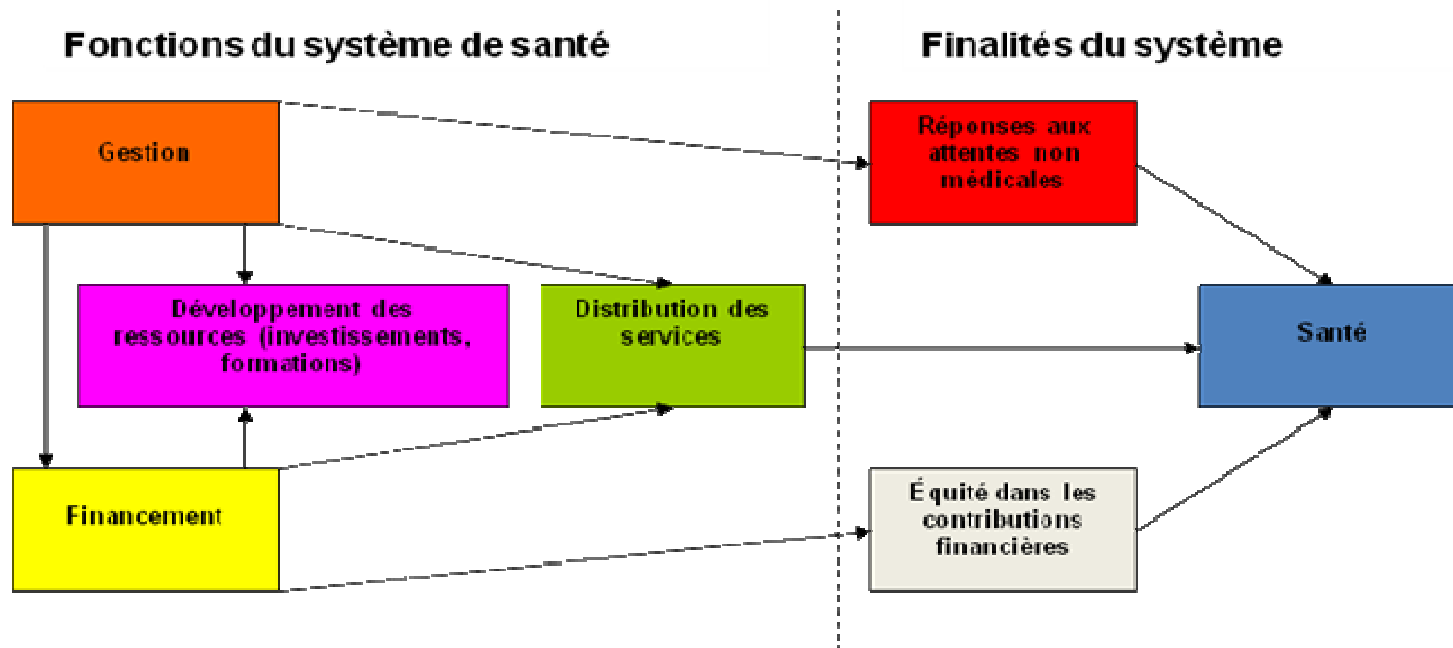 Fonctions du système de santé
Finalités du système
Gestion
Réponses aux
attentes non
médicales
Développement des
ressources (investissements,
formations)
Distribution des
services
Santé
Financement
Équité dans les
contributions
financières